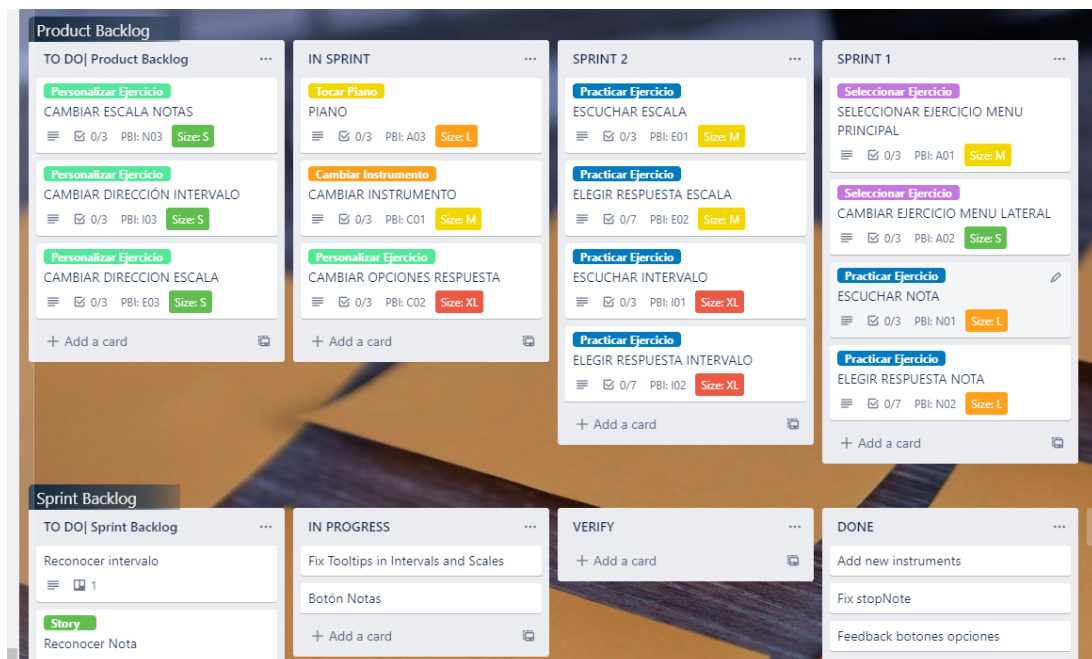 Product Backlog
TO DO| Product Backlog
Personalizar Ejercicio
CAMBIAR ESCALA NOTAS
0/3 PBI: N03 Size: S
Personalizar Ejercicio
CAMBIAR DIRECCIÓN INTERVALO
0/3 PBI: I03 Size: S
Personalizar Ejercicio
CAMBIAR DIRECCION ESCALA
0/3 PBI: E03 Size: S
+ Add a card
IN SPRINT
Tocar Piano
PIANO
0/3 PBI: A03 Size: L
Cambiar Instrumento
CAMBIAR INSTRUMENTO
0/3 PBI: C01 Size: M
Personalizar Ejercicio
CAMBIAR OPCIONES RESPUESTA
0/3 PBI: C02 Size: XL
+ Add a card
SPRINT 2
Practicar Ejercicio
ESCUCHAR ESCALA
0/3 PBI: E01 Size: M
Practicar Ejercicio
ELEGIR RESPUESTA ESCALA
0/7 PBI: E02 Size: M
Practicar Ejercicio
ESCUCHAR INTERVALO
0/3 PBI: I01 Size: XL
Practicar Ejercicio
ELEGIR RESPUESTA INTERVALO
0/7 PBI: I02 Size: XL
+ Add a card
SPRINT 1
Seleccionar Ejercicio
SELECCIONAR EJERCICIO MENU
PRINCIPAL
0/3 PBI: A01 Size: M
Seleccionar Ejercicio
CAMBIAR EJERCICIO MENU LATERAL
0/3 PBI: A02 Size: S
Practicar Ejercicio
ESCUCHAR NOTA
0/3 PBI: N01 Size: L
Practicar Ejercicio
ELEGIR RESPUESTA NOTA
0/7 PBI: N02 Size: L
+ Add a card
Sprint Backlog
TO DO| Sprint Backlog
Reconocer intervalo
1
Story
Reconocer Nota
IN PROGRESS
Fix Tooltips in Intervals and Scales
Botón Notas
+ Add a card
VERIFY
+ Add a card
DONE
Add new instruments
Fix stopNote
Feedback botones opciones